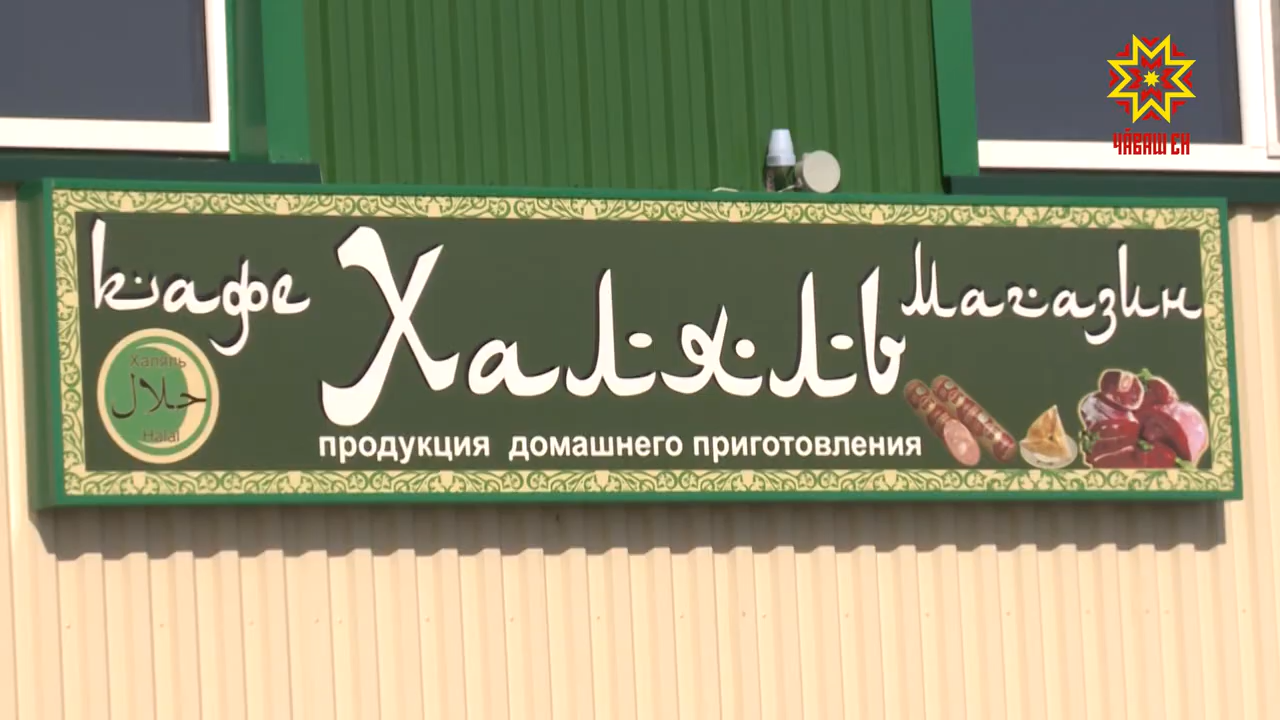 ЧӐВАШ ЕН
кафе Халяль Магазин
Халяль
حلال
Halal
продукция домашнего приготовления